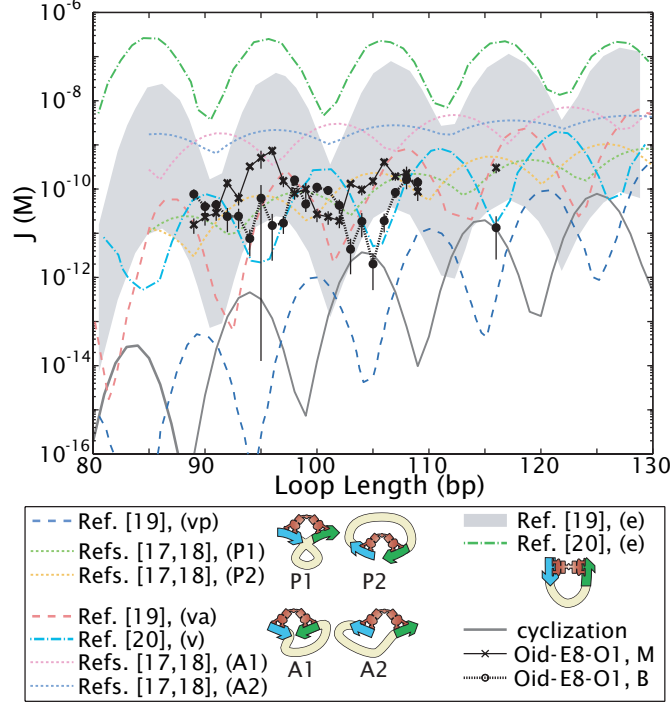 10⁻⁶
10⁻⁸
10⁻¹⁰
10⁻¹²
10⁻¹⁴
10⁻¹⁶
J (M)
80 90 100 110 120 130
Loop Length (bp)
Ref. [19], (vp)
Refs. [17,18], (P1)
Refs. [17,18], (P2)
P1 P2
Ref. [19], (e)
Ref. [20], (e)
Ref. [19], (va)
Ref. [20], (v)
Refs. [17,18], (A1)
Refs. [17,18], (A2)
A1 A2
cyclization
Oid-E8-O1, M
Oid-E8-O1, B